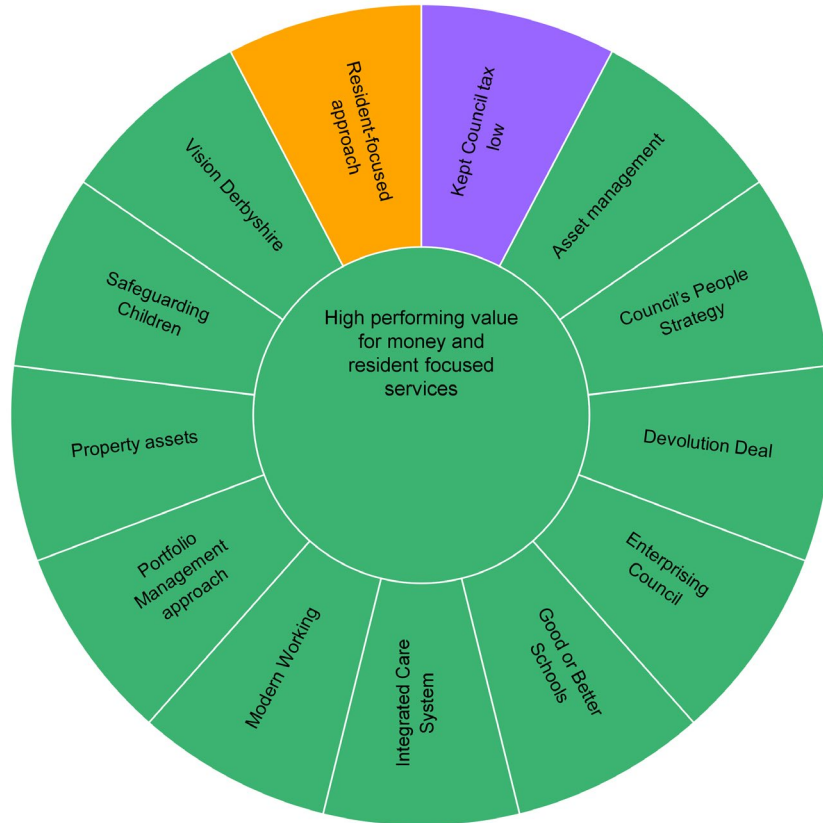 High performing value
for money and
resident focused
services
Kept Council tax
low
Asset management
Council's People
Strategy
Devolution Deal
Enterprising
Council
Good or Better
Schools
Integrated Care
System
Modern Working
Portfolio
Management
approach
Property assets
Safeguarding
Children
Vision Derbyshire
Resident-focused
approach